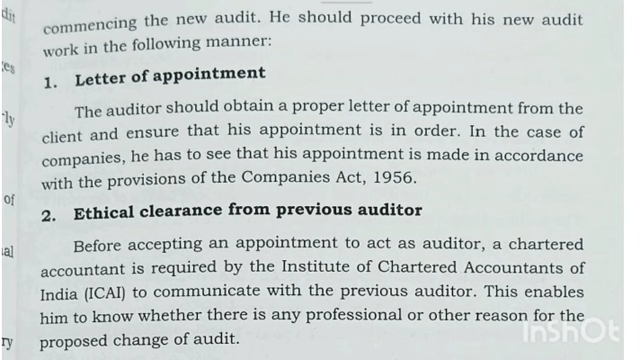 dit
commencing the new audit. He should proceed with his new audit
work in the following manner:
1. Letter of appointment
The auditor should obtain a proper letter of appointment from the
client and ensure that his appointment is in order. In the case of
companies, he has to see that his appointment is made in accordance
with the provisions of the Companies Act, 1956.
of
2. Ethical clearance from previous auditor
Before accepting an appointment to act as auditor, a chartered
accountant is required by the Institute of Chartered Accountants of
India (ICAI) to communicate with the previous auditor. This enables
him to know whether there is any professional or other reason for the
proposed change of audit.
ry
InShOt